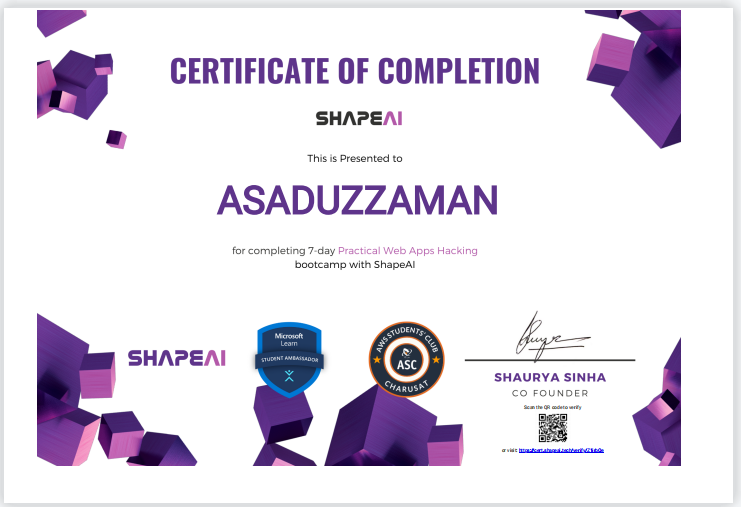 CERTIFICATE OF COMPLETION
SHAPEAI
This is Presented to
ASADUZZAMAN
for completing 7-day Practical Web Apps Hacking
bootcamp with ShapeAI
SHAPEAI
Microsoft
Learn
STUDENT AMBASSADOR
AWS STUDENTS' CLUB
ASC
CHARUSAT
SHAURYA SINHA
CO FOUNDER
Scan the QR code to verify
or visit: